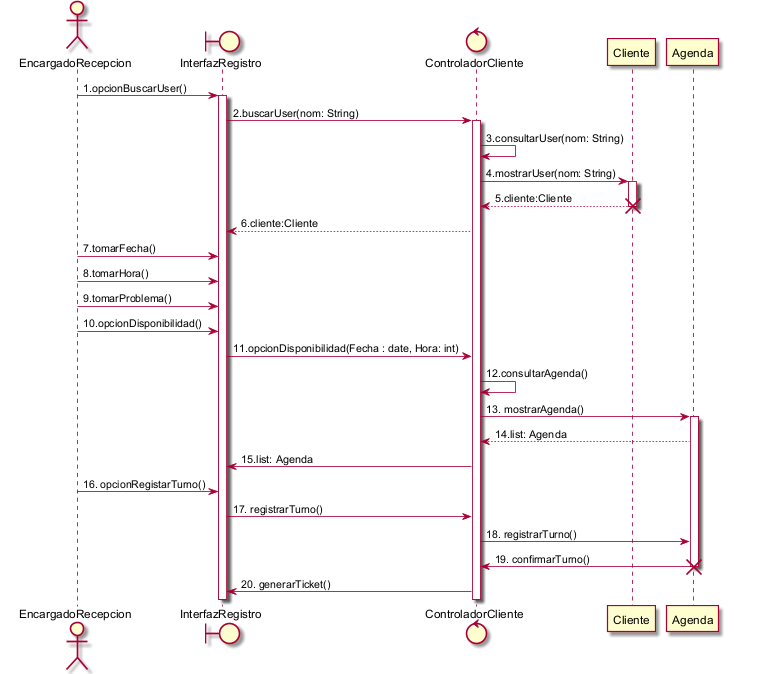 EncargadoRecepcion
InterfazRegistro
ControladorCliente
Cliente
Agenda
1.opcionBuscarUser()
2.buscarUser(nom: String)
3.consultarUser(nom: String)
4.mostrarUser(nom: String)
5.cliente:Cliente
6.cliente:Cliente
7.tomarFecha()
8.tomarHora()
9.tomarProblema()
10.opcionDisponibilidad()
11.opcionDisponibilidad(Fecha : date, Hora: int)
12.consultarAgenda()
13. mostrarAgenda()
14.list: Agenda
15.list: Agenda
16. opcionRegistarTurno()
17. registrarTurno()
18. registrarTurno()
19. confirmarTurno()
20. generarTicket()
EncargadoRecepcion
InterfazRegistro
ControladorCliente
Cliente
Agenda